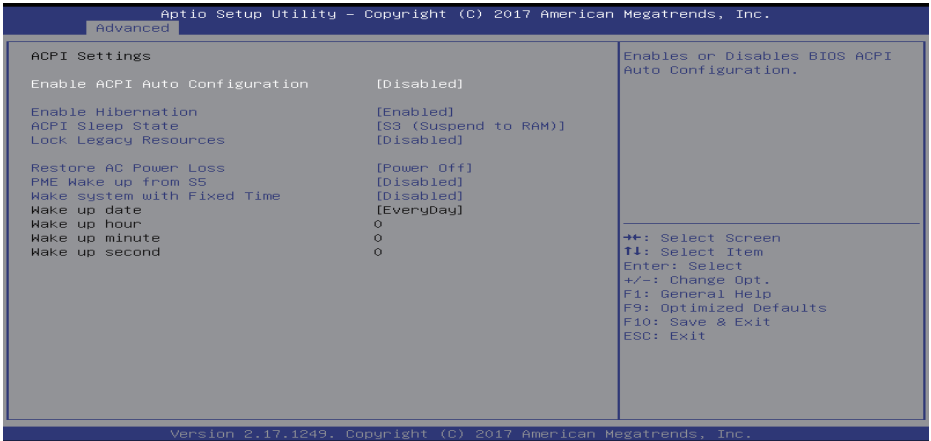 Aptio Setup Utility – Copyright (C) 2017 American Megatrends, Inc.
Advanced
ACPI Settings
Enable ACPI Auto Configuration [Disabled]
Enable Hibernation [Enabled]
ACPI Sleep State [S3 (Suspend to RAM)]
Lock Legacy Resources [Disabled]
Restore AC Power Loss [Power Off]
PME Wake up from S5 [Disabled]
Wake system with Fixed Time [Disabled]
Wake up date [EveryDay]
Wake up hour 0
Wake up minute 0
Wake up second 0
Enables or Disables BIOS ACPI
Auto Configuration.
→←: Select Screen
↑↓: Select Item
Enter: Select
+/-: Change Opt.
F1: General Help
F9: Optimized Defaults
F10: Save & Exit
ESC: Exit
Version 2.17.1249. Copyright (C) 2017 American Megatrends, Inc.